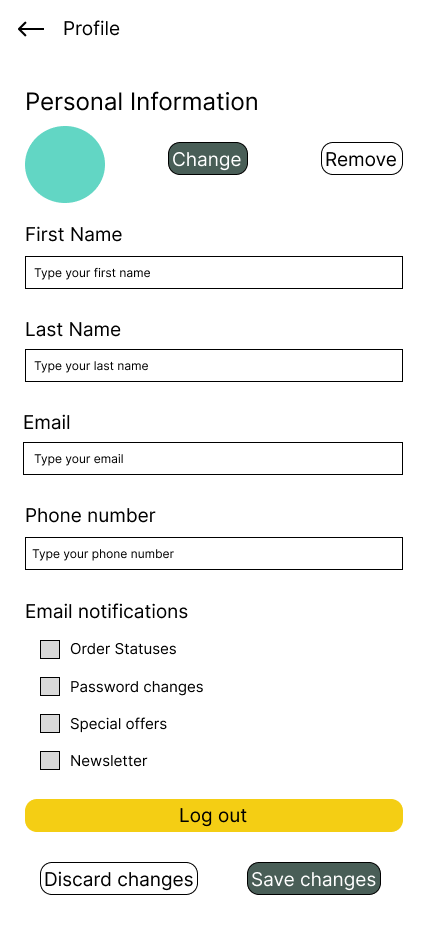 Profile
Personal Information
Change
Remove
First Name
Type your first name
Last Name
Type your last name
Email
Type your email
Phone number
Type your phone number
Email notifications
Order Statuses
Password changes
Special offers
Newsletter
Log out
Discard changes
Save changes